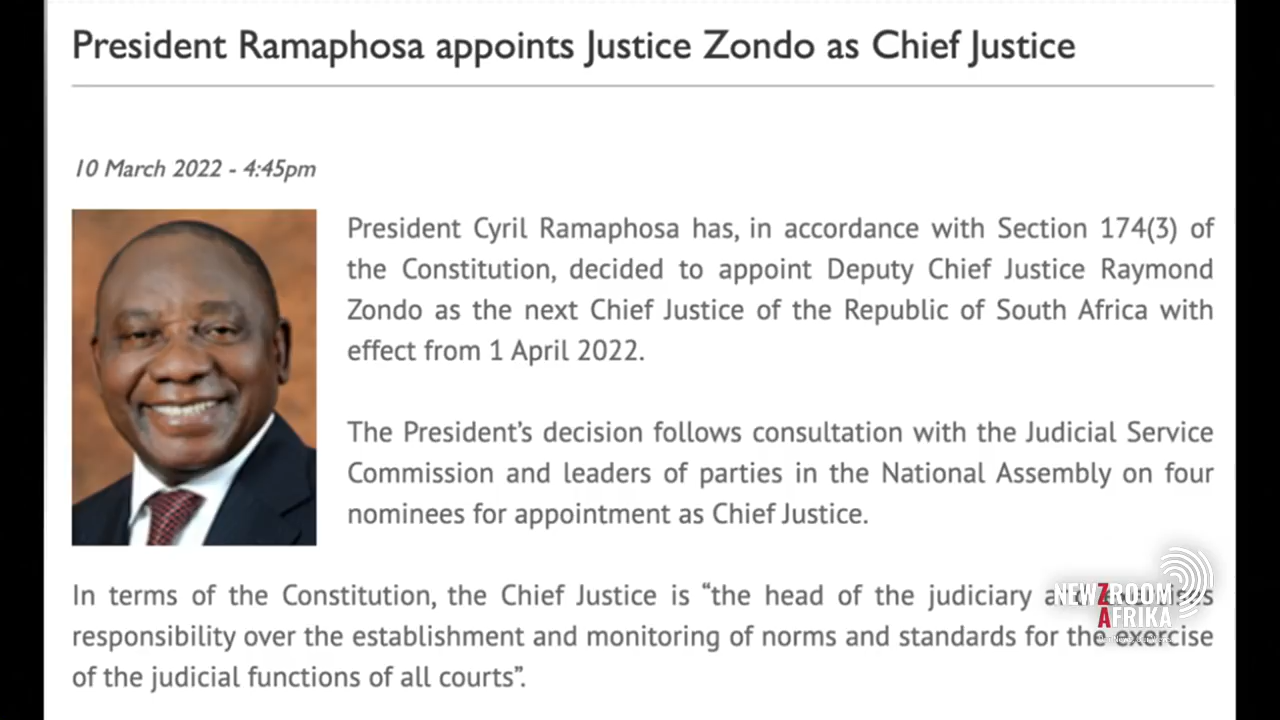 President Ramaphosa appoints Justice Zondo as Chief Justice
10 March 2022 - 4:45pm
President Cyril Ramaphosa has, in accordance with Section 174(3) of
the Constitution, decided to appoint Deputy Chief Justice Raymond
Zondo as the next Chief Justice of the Republic of South Africa with
effect from 1 April 2022.
The President’s decision follows consultation with the Judicial Service
Commission and leaders of parties in the National Assembly on four
nominees for appointment as Chief Justice.
In terms of the Constitution, the Chief Justice is “the head of the judiciary
responsibility over the establishment and monitoring of norms and standards for the exercise
of the judicial functions of all courts”.
NEWZROOM
AFRIKA